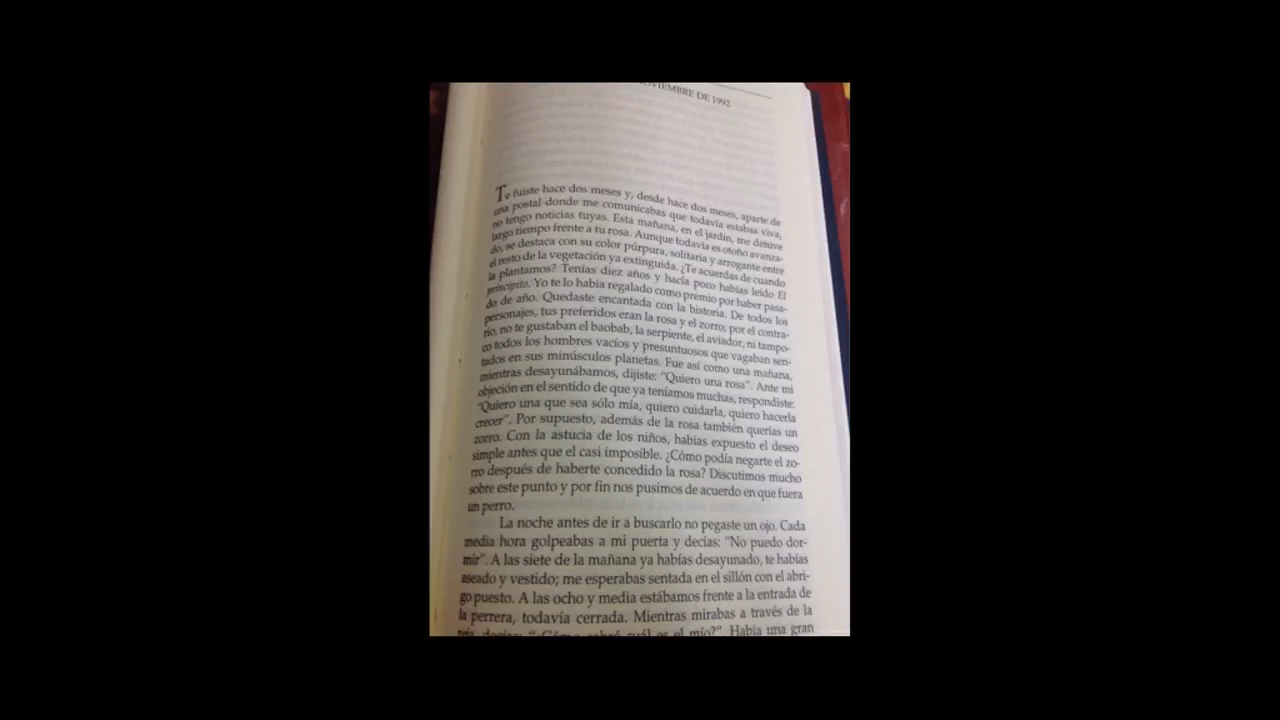 NOVIEMBRE DE 1992
Te fuiste hace dos meses y, desde hace dos meses, aparte de
una postal donde me comunicabas que todavía estabas viva,
no tengo noticias tuyas. Esta mañana, en el jardín, me detuve
largo tiempo frente a tu rosa. Aunque todavía es otoño avanza-
do, se destaca con su color púrpura, solitaria y arrogante entre
el resto de la vegetación ya extinguida. ¿Te acuerdas de cuando
la plantamos? Tenías diez años y hacía poco habías leído El
principito. Yo te lo había regalado como premio por haber pasa-
do de año. Quedaste encantada con la historia. De todos los
personajes, tus preferidos eran la rosa y el zorro; por el contra-
rio, no te gustaban el baobab, la serpiente, el aviador, ni tampo-
co todos los hombres vacíos y presuntuosos que vagaban sen-
tados en sus minúsculos planetas. Fue así como una mañana,
mientras desayunábamos, dijiste: “Quiero una rosa”. Ante mi
objeción en el sentido de que ya teníamos muchas, respondiste:
“Quiero una que sea sólo mía, quiero cuidarla, quiero hacerla
crecer”. Por supuesto, además de la rosa también querías un
zorro. Con la astucia de los niños, habías expuesto el deseo
simple antes que el casi imposible. ¿Cómo podía negarte el zo-
rro después de haberte concedido la rosa? Discutimos mucho
sobre este punto y por fin nos pusimos de acuerdo en que fuera
un perro.
La noche antes de ir a buscarlo no pegaste un ojo. Cada
media hora golpeabas a mi puerta y decías: “No puedo dor-
mir”. A las siete de la mañana ya habías desayunado, te habías
aseado y vestido; me esperabas sentada en el sillón con el abri-
go puesto. A las ocho y media estábamos frente a la entrada de
la perrera, todavía cerrada. Mientras mirabas a través de la
reja, decías: “¿Cómo sabré cuál es el mío?” Había una gran